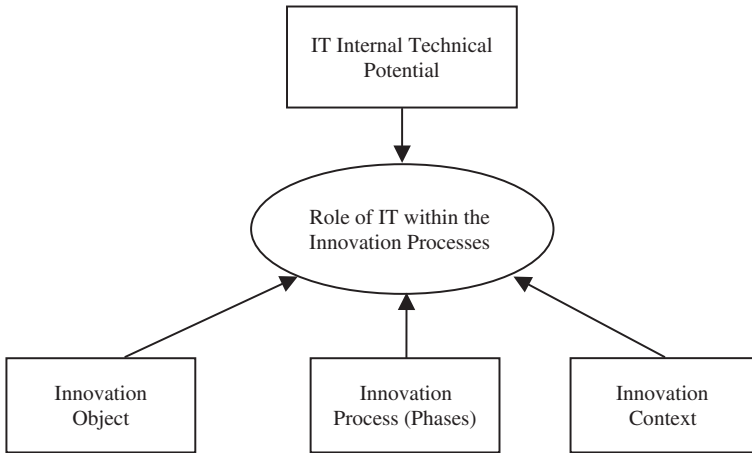 IT Internal Technical
Potential
Role of IT within the
Innovation Processes
Innovation
Object
Innovation
Process (Phases)
Innovation
Context